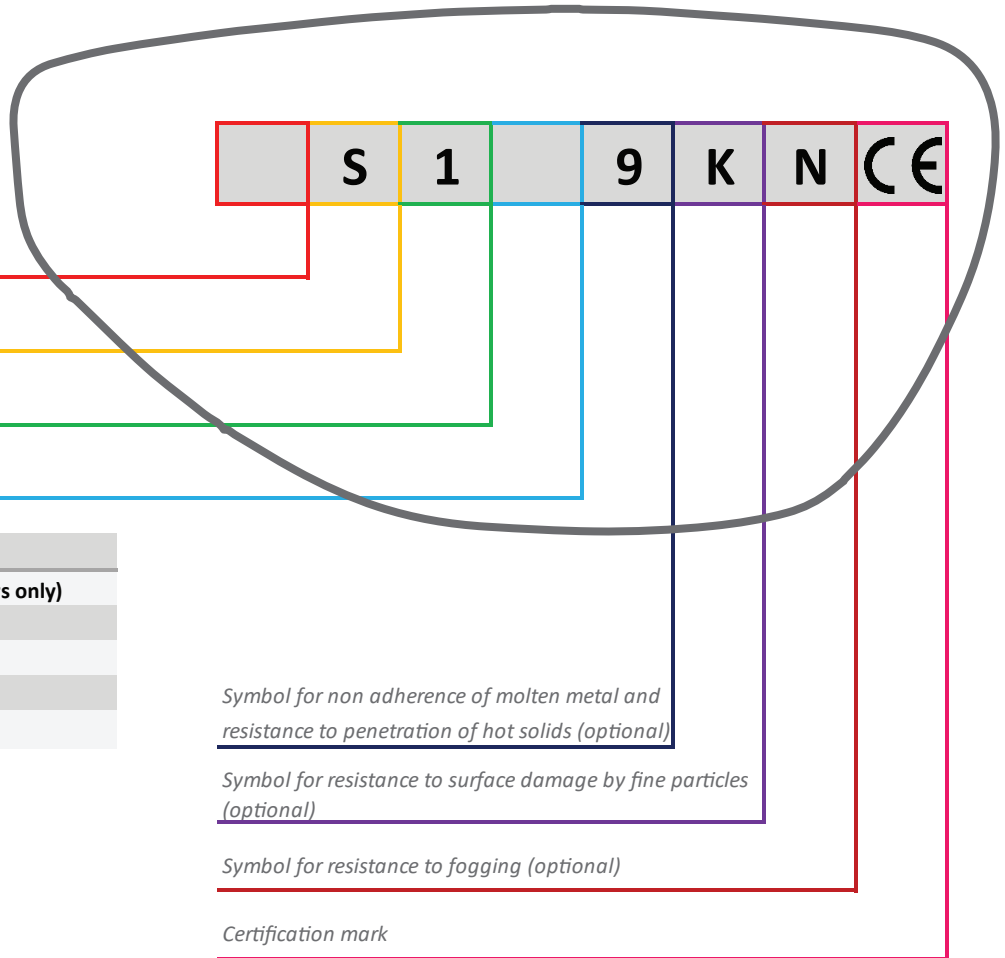 S 1 9 K N CE
s only)
Symbol for non adherence of molten metal and
resistance to penetration of hot solids (optional)
Symbol for resistance to surface damage by fine particles
(optional)
Symbol for resistance to fogging (optional)
Certification mark